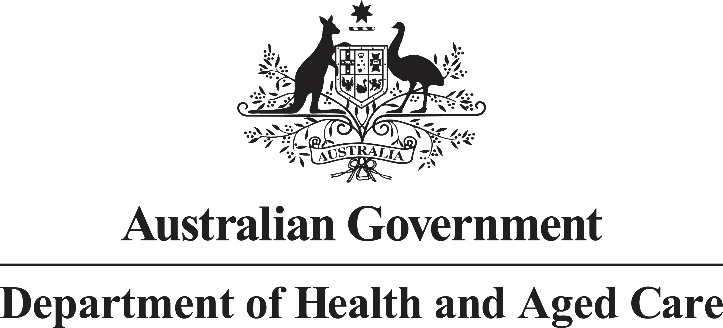 AUSTRALIA
Australian Government
Department of Health and Aged Care